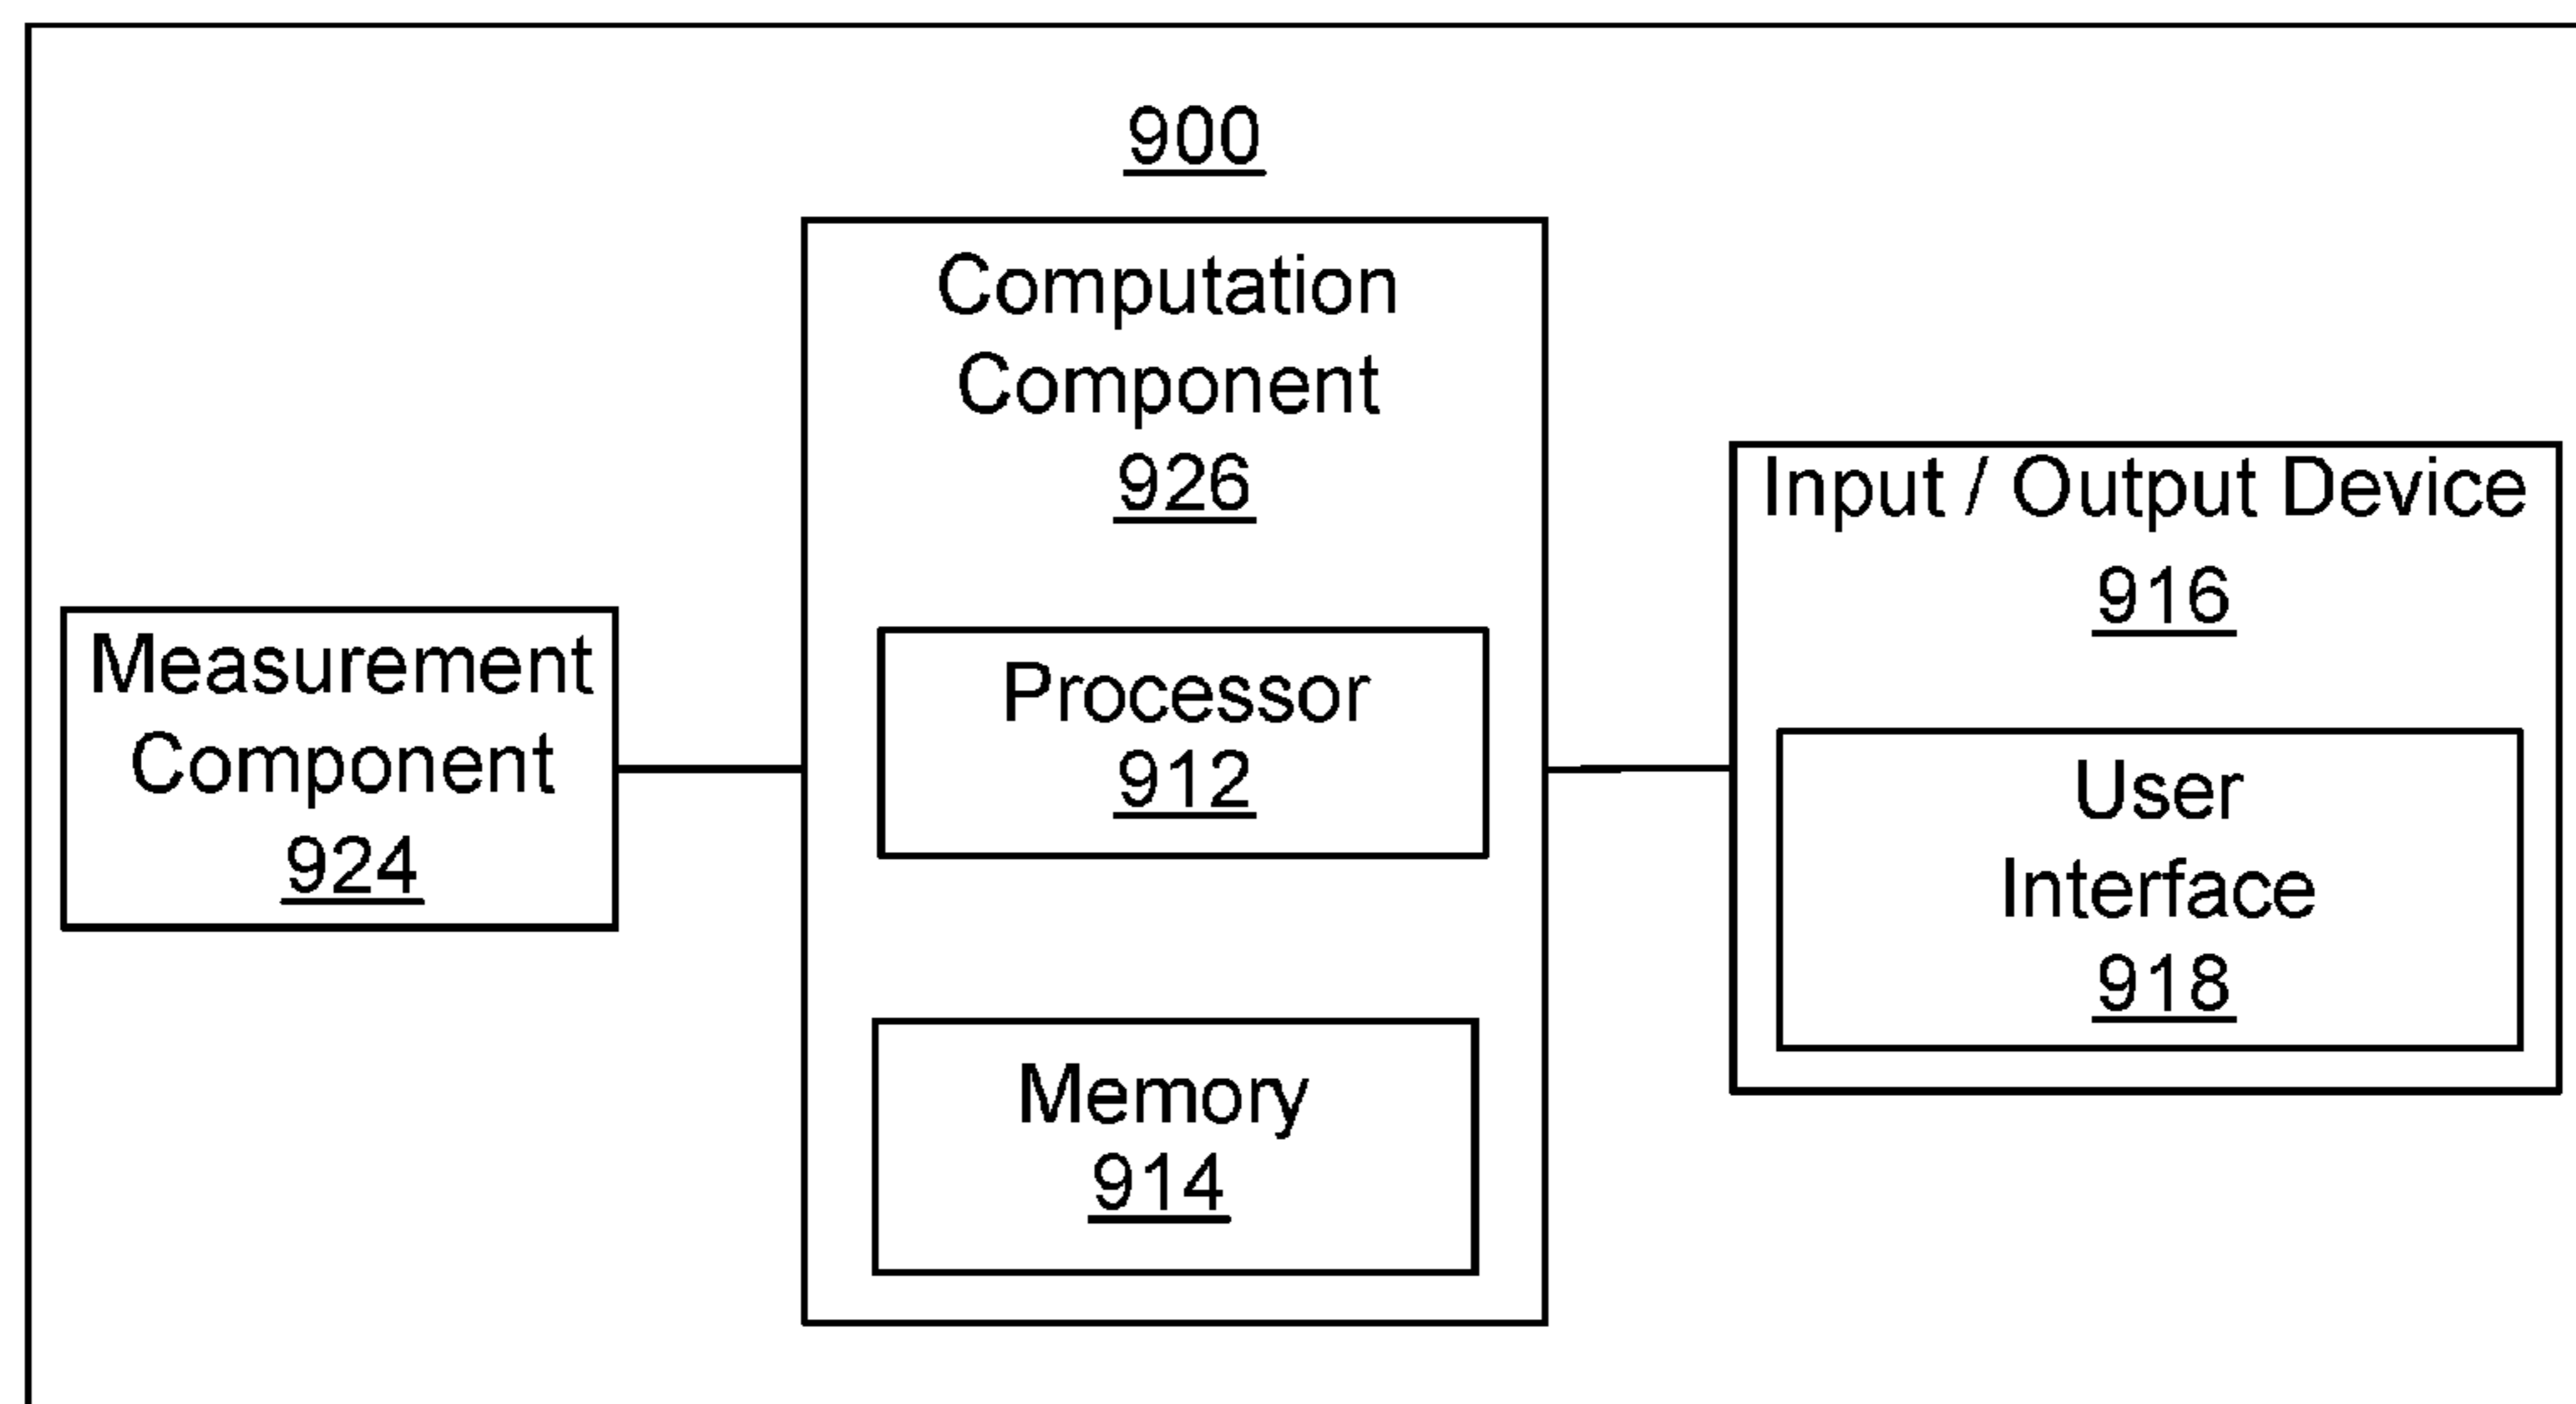 900
Measurement
Component
924
Computation
Component
926
Processor
912
Memory
914
Input / Output Device
916
User
Interface
918